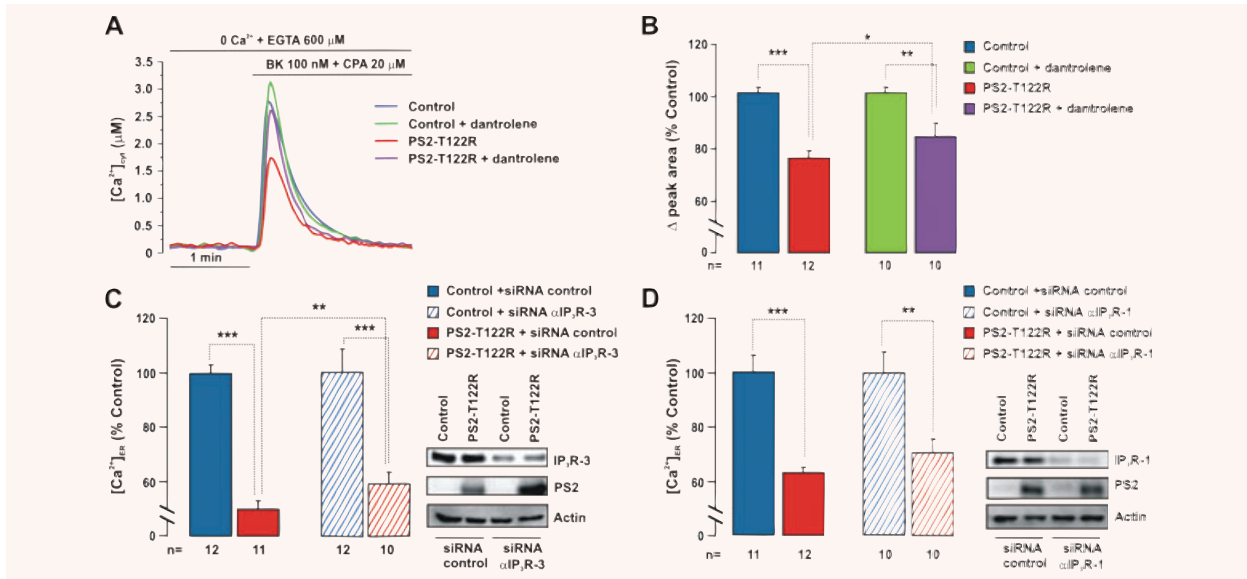 A
0 Ca²⁺ + EGTA 600 µM
BK 100 nM + CPA 20 µM
[Ca²⁺]cyt (µM)
3.5
3.0
2.5
2.0
1.5
1.0
0.5
0
Control
Control + dantrolene
PS2-T122R
PS2-T122R + dantrolene
1 min
B
Δ peak area (% Control)
120
100
80
60
0
***
*
**
n= 11 12 10 10
Control
Control + dantrolene
PS2-T122R
PS2-T122R + dantrolene
C
[Ca²⁺]ER (% Control)
120
100
80
60
0
***
**
***
n= 12 11 12 10
Control +siRNA control
Control + siRNA αIP₃R-3
PS2-T122R + siRNA control
PS2-T122R + siRNA αIP₃R-3
Control
PS2-T122R
Control
PS2-T122R
IP₃R-3
PS2
Actin
siRNA control
siRNA αIP₃R-3
D
[Ca²⁺]ER (% Control)
120
100
80
60
0
***
**
n= 11 12 10 10
Control +siRNA control
Control + siRNA αIP₃R-1
PS2-T122R + siRNA control
PS2-T122R + siRNA αIP₃R-1
Control
PS2-T122R
Control
PS2-T122R
IP₃R-1
PS2
Actin
siRNA control
siRNA αIP₃R-1